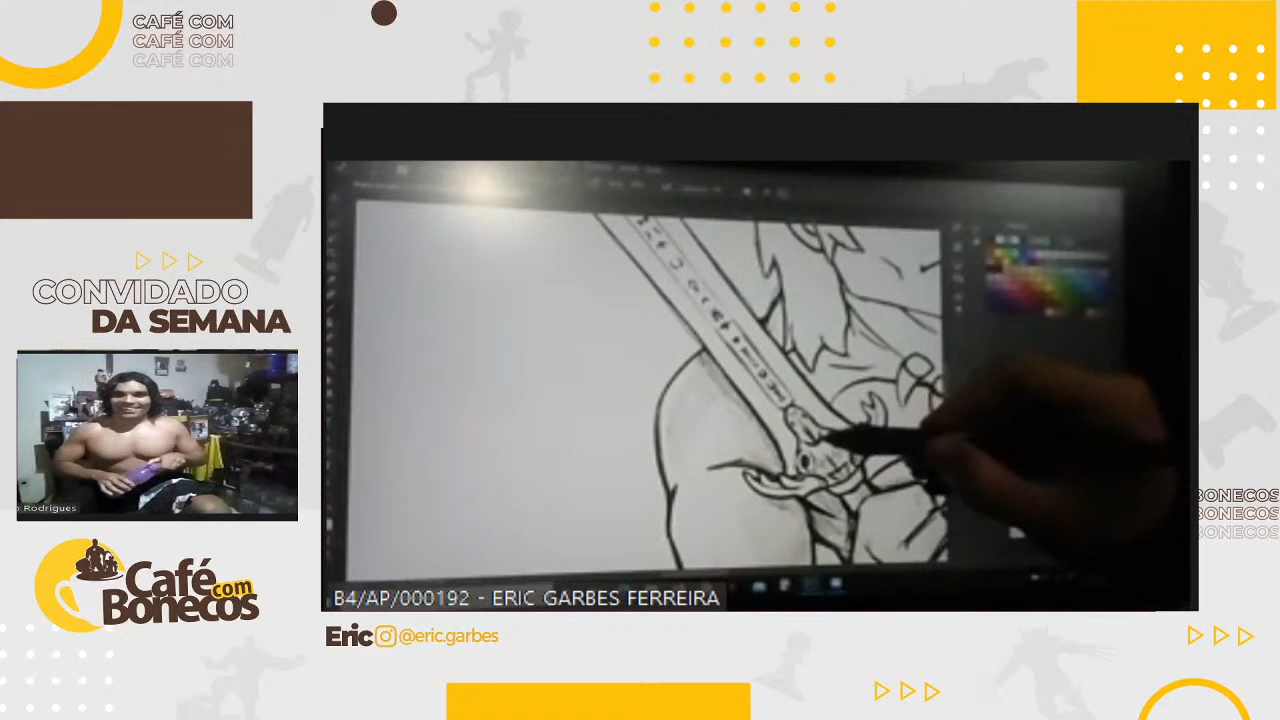 CAFÉ COM
CAFÉ COM
CAFÉ COM
CONVIDADO
DA SEMANA
Rodrigues
Café
com
Bonecos
B4/AP/000192 - ERIC GARBES FERREIRA
Eric @eric.garbes
BONECOS
BONECOS
BONECOS